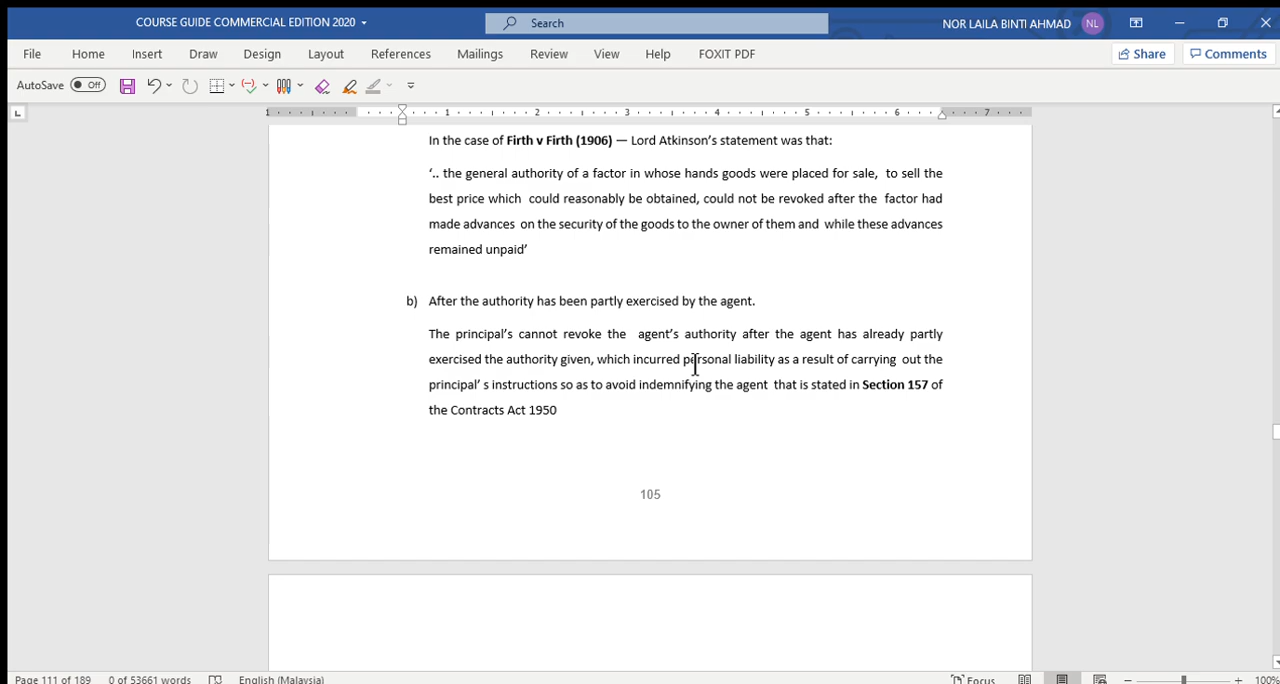 COURSE GUIDE COMMERCIAL EDITION 2020
Search
NOR LAILA BINTI AHMAD
NL
File Home Insert Draw Design Layout References Mailings Review View Help FOXIT PDF
Share
Comments
AutoSave Off
1 1 2 3 4 5 6 7
In the case of Firth v Firth (1906) — Lord Atkinson’s statement was that:
‘.. the general authority of a factor in whose hands goods were placed for sale, to sell the
best price which could reasonably be obtained, could not be revoked after the factor had
made advances on the security of the goods to the owner of them and while these advances
remained unpaid’
b) After the authority has been partly exercised by the agent.
The principal’s cannot revoke the agent’s authority after the agent has already partly
exercised the authority given, which incurred personal liability as a result of carrying out the
principal’ s instructions so as to avoid indemnifying the agent that is stated in Section 157 of
the Contracts Act 1950
105
Page 111 of 189 0 of 53661 words English (Malaysia) Focus 100%